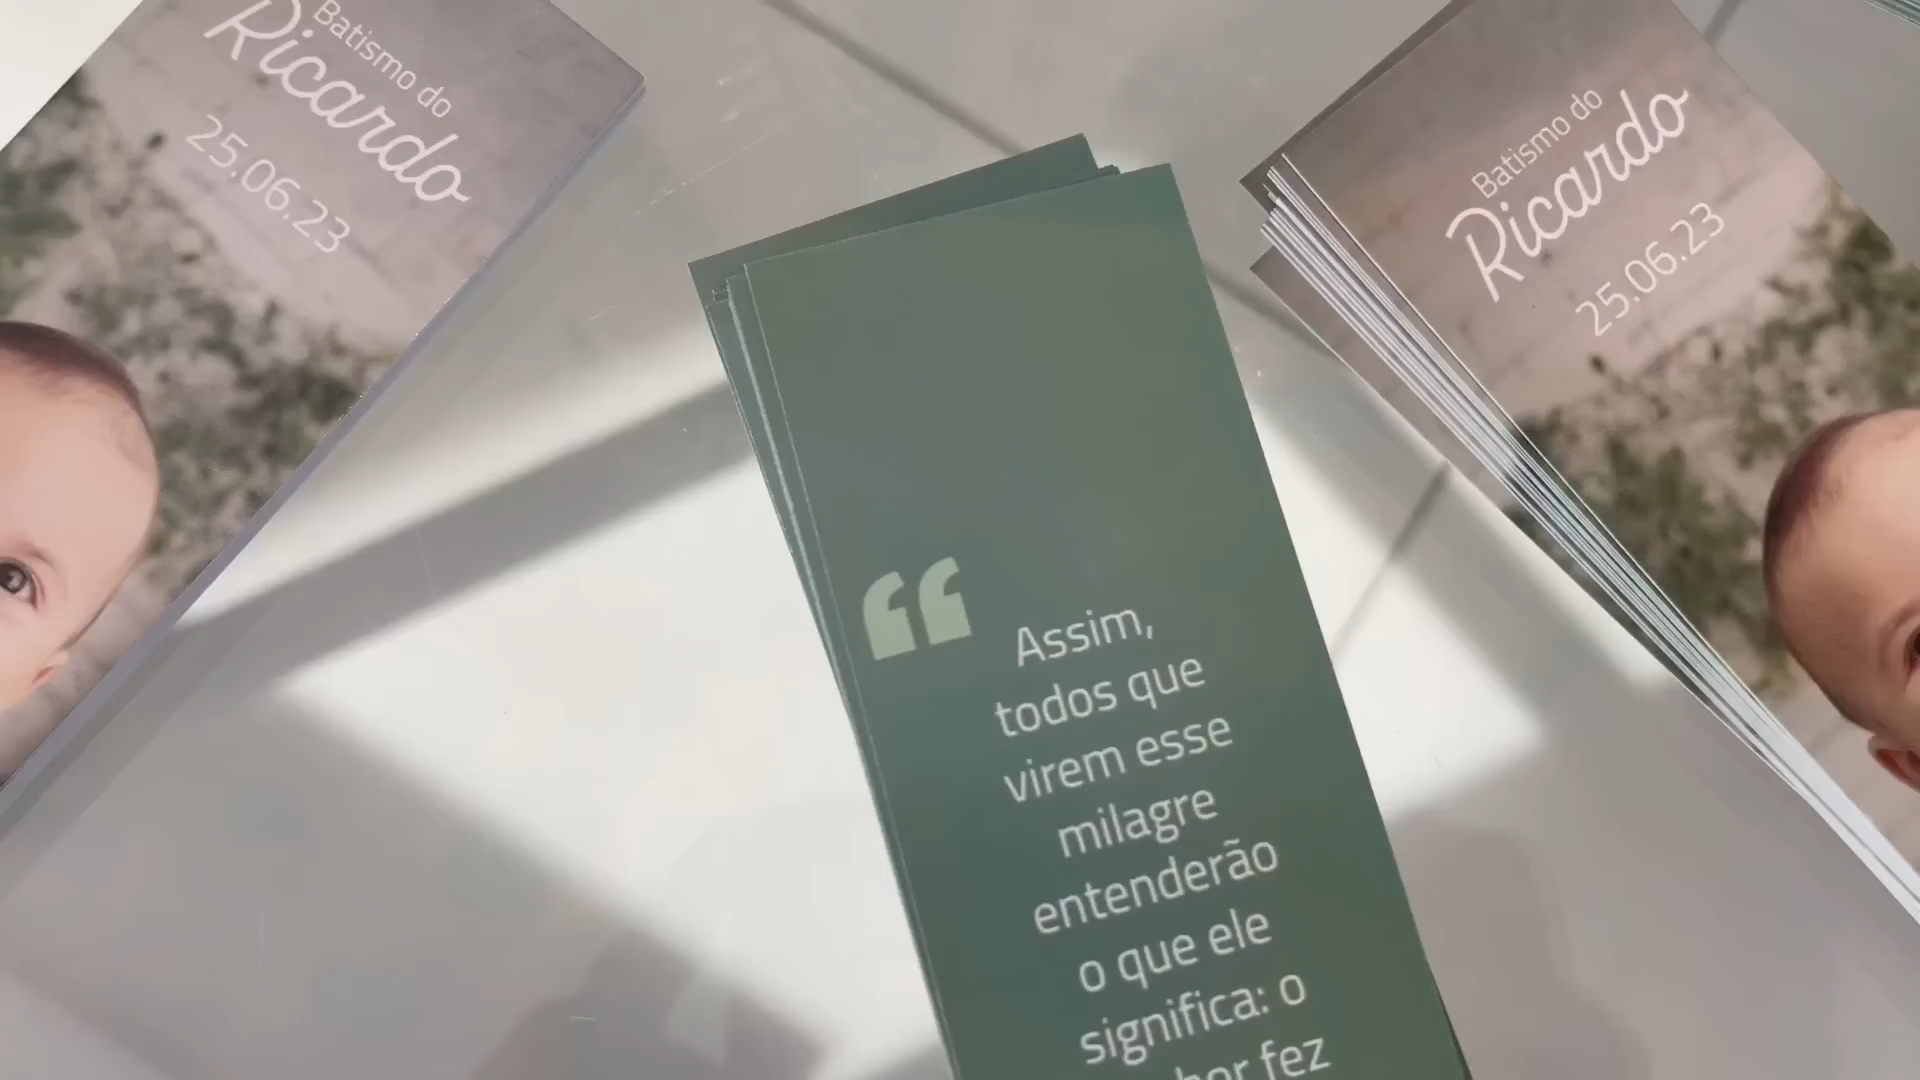 Batismo do
Ricardo
25.06.23
Assim,
todos que
virem esse
milagre
entenderão
o que ele
significa: o
fez
Batismo do
Ricardo
25.06.23